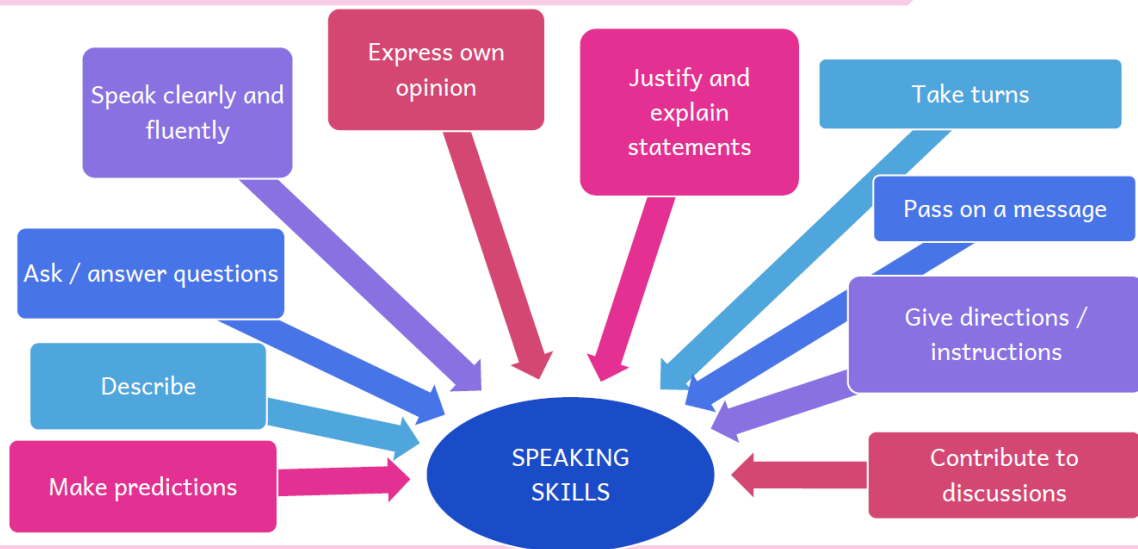 Express own
opinion
Justify and
explain
statements
Speak clearly and
fluently
Take turns
Pass on a message
Ask / answer questions
Give directions /
instructions
Describe
Make predictions
Contribute to
discussions
SPEAKING
SKILLS